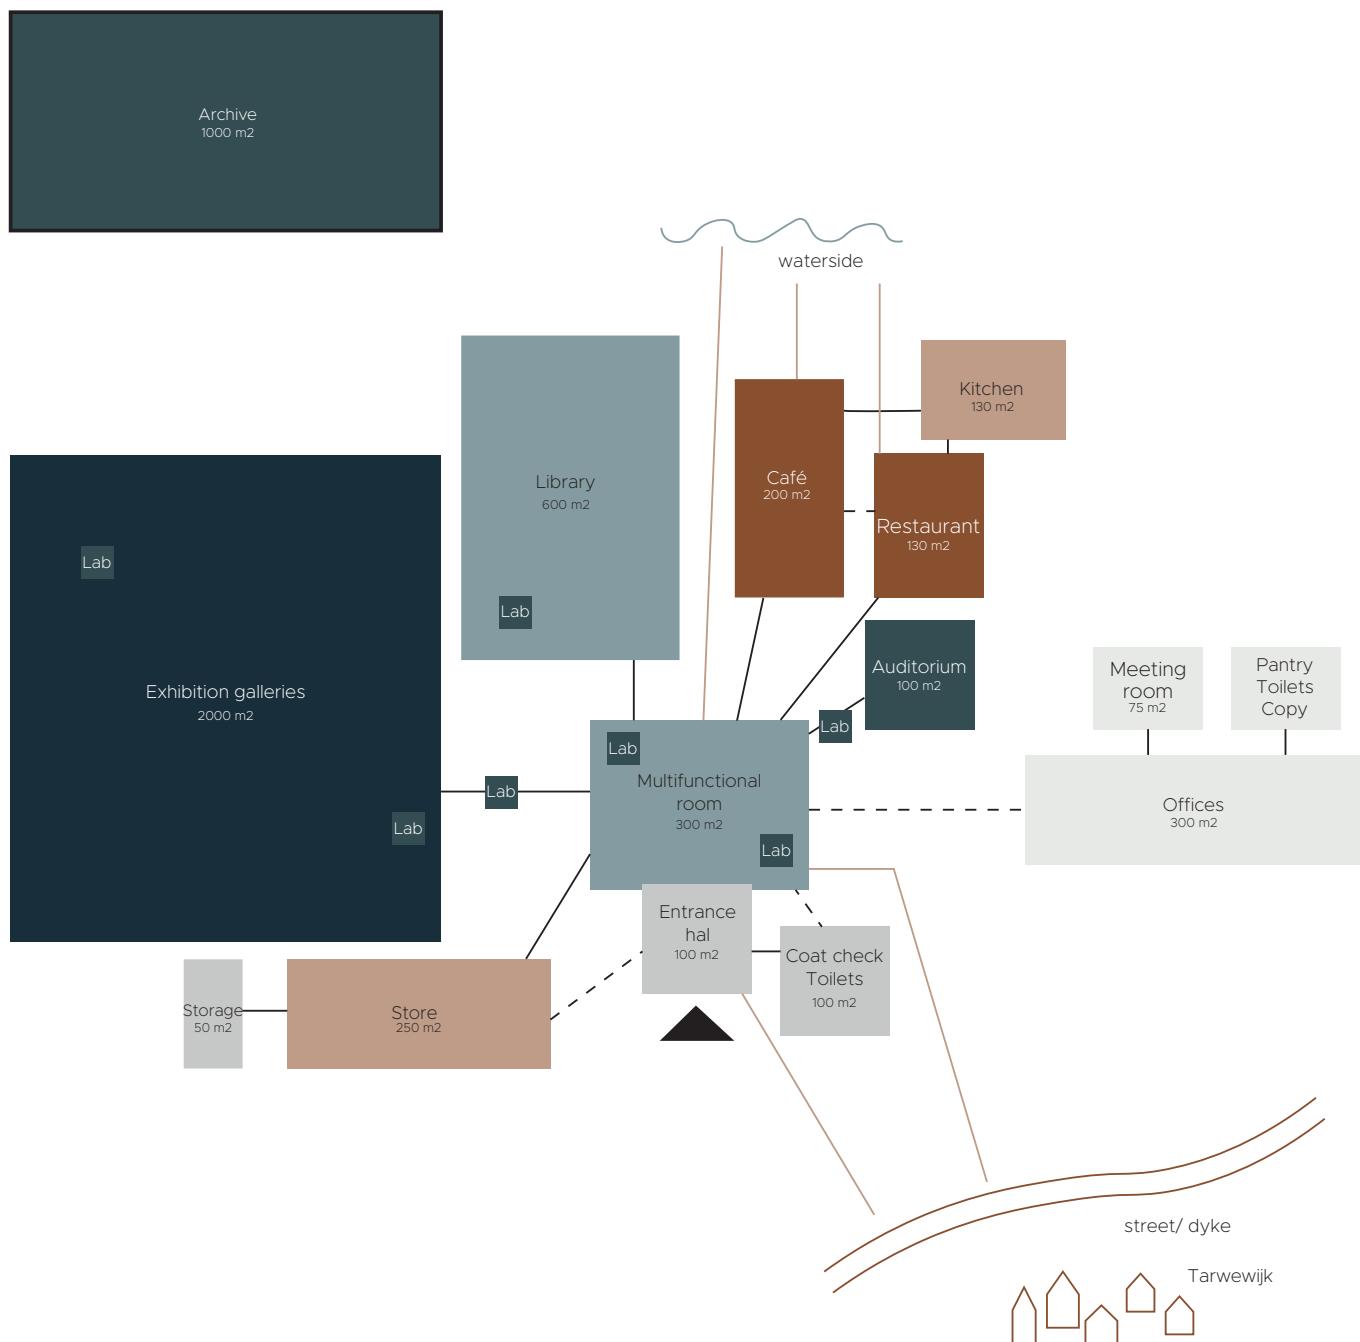 Archive
1000 m2
waterside
Kitchen
130 m2
Library
600 m2
Café
200 m2
Restaurant
130 m2
Lab
Lab
Auditorium
100 m2
Meeting
room
75 m2
Pantry
Toilets
Copy
Exhibition galleries
2000 m2
Lab
Lab
Multifunctional
room
300 m2
Lab
Lab
Lab
Offices
300 m2
Entrance
hal
100 m2
Coat check
Toilets
100 m2
Storage
50 m2
Store
250 m2
street/ dyke
Tarwewijk